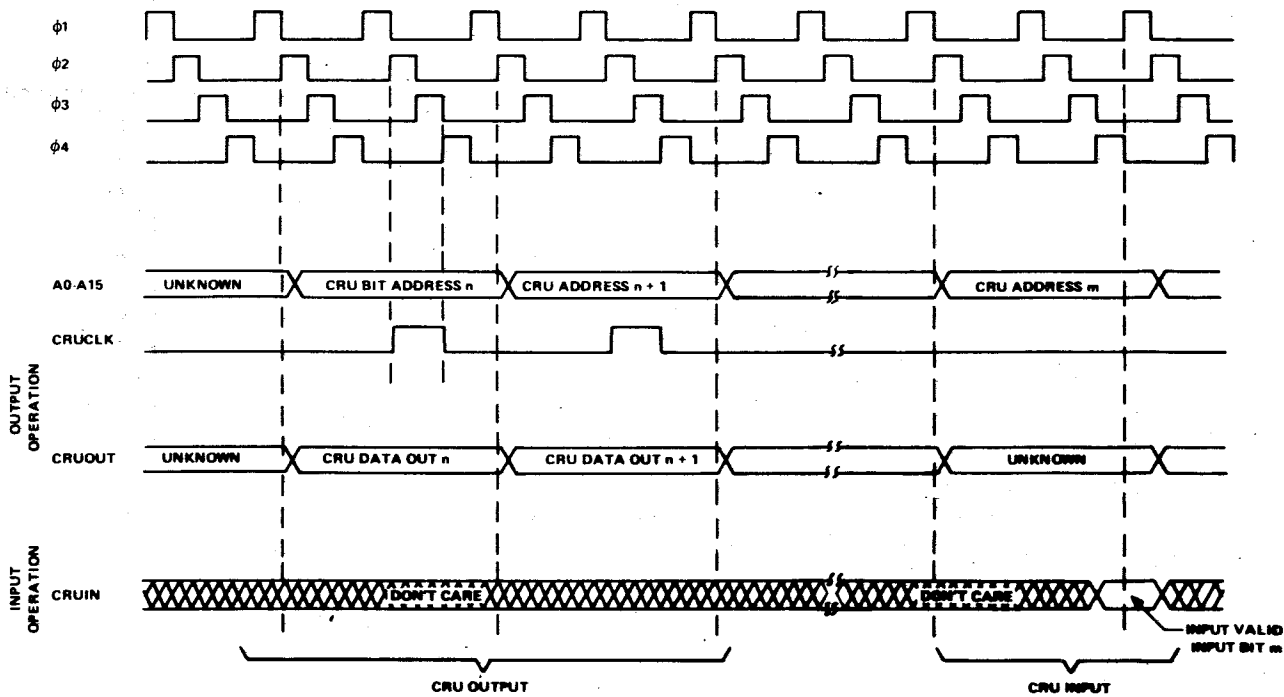 ϕ1
ϕ2
ϕ3
ϕ4
A0-A15 UNKNOWN CRU BIT ADDRESS n CRU ADDRESS n + 1 CRU ADDRESS m
CRUCLK
OUTPUT
OPERATION
CRUOUT UNKNOWN CRU DATA OUT n CRU DATA OUT n + 1 UNKNOWN
INPUT
OPERATION
CRUIN DON'T CARE DON'T CARE
INPUT VALID
INPUT BIT m
CRU OUTPUT CRU INPUT